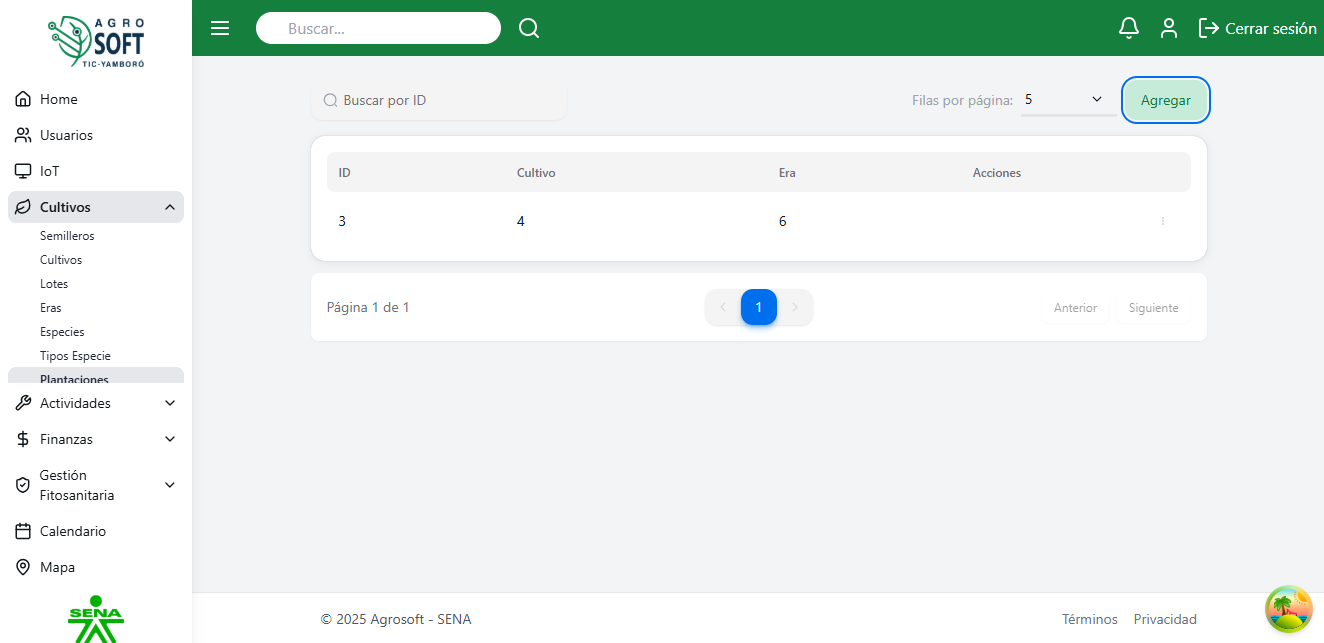 AGRO
SOFT
TIC-YAMBORÓ
Buscar...
Cerrar sesión
Home
Usuarios
IoT
Cultivos
Semilleros
Cultivos
Lotes
Eras
Especies
Tipos Especie
Plantaciones
Actividades
Finanzas
Gestión
Fitosanitaria
Calendario
Mapa
SENA
Buscar por ID
Filas por página: 5
Agregar
ID Cultivo Era Acciones
3 4 6
Página 1 de 1
1
Anterior Siguiente
© 2025 Agrosoft - SENA
Términos Privacidad